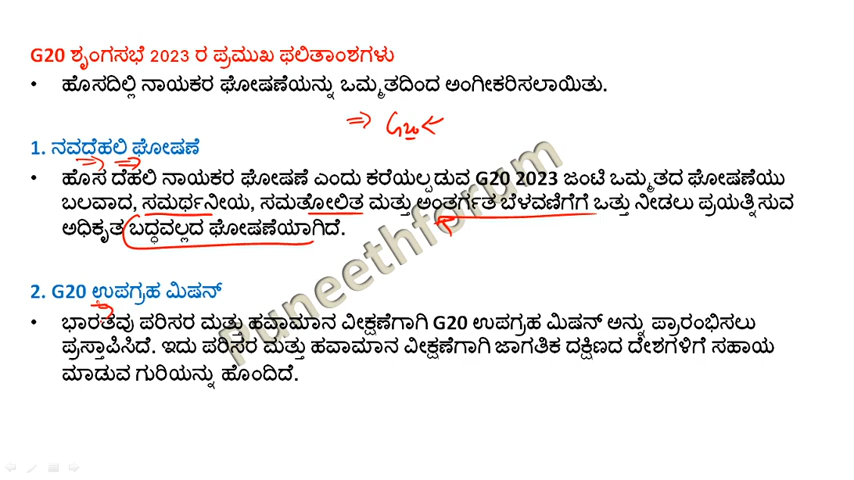 G20 ಶೃಂಗಸಭೆ 2023 ರ ಪ್ರಮುಖ ಫಲಿತಾಂಶಗಳು
• ಹೊಸದಿಲ್ಲಿ ನಾಯಕರ ಘೋಷಣೆಯನ್ನು ಒಮ್ಮತದಿಂದ ಅಂಗೀಕರಿಸಲಾಯಿತು.
⇒ G20 <
1. ನವದೆಹಲಿ ಘೋಷಣೆ
• ಹೊಸ ದೆಹಲಿ ನಾಯಕರ ಘೋಷಣೆ ಎಂದು ಕರೆಯಲ್ಪಡುವ G20 2023 ಜಂಟಿ ಒಮ್ಮತದ ಘೋಷಣೆಯು
ಬಲವಾದ, ಸಮರ್ಥನೀಯ, ಸಮತೋಲಿತ ಮತ್ತು ಅಂತರ್ಗತ ಬೆಳವಣಿಗೆಗೆ ಒತ್ತು ನೀಡಲು ಪ್ರಯತ್ನಿಸುವ
ಅಧಿಕೃತ ಬದ್ಧವಲ್ಲದ ಘೋಷಣೆಯಾಗಿದೆ.
2. G20 ಉಪಗ್ರಹ ಮಿಷನ್
• ಭಾರತವು ಪರಿಸರ ಮತ್ತು ಹವಾಮಾನ ವೀಕ್ಷಣೆಗಾಗಿ G20 ಉಪಗ್ರಹ ಮಿಷನ್ ಅನ್ನು ಪ್ರಾರಂಭಿಸಲು
ಪ್ರಸ್ತಾಪಿಸಿದೆ. ಇದು ಪರಿಸರ ಮತ್ತು ಹವಾಮಾನ ವೀಕ್ಷಣೆಗಾಗಿ ಜಾಗತಿಕ ದಕ್ಷಿಣದ ದೇಶಗಳಿಗೆ ಸಹಾಯ
ಮಾಡುವ ಗುರಿಯನ್ನು ಹೊಂದಿದೆ.
Puneethforum